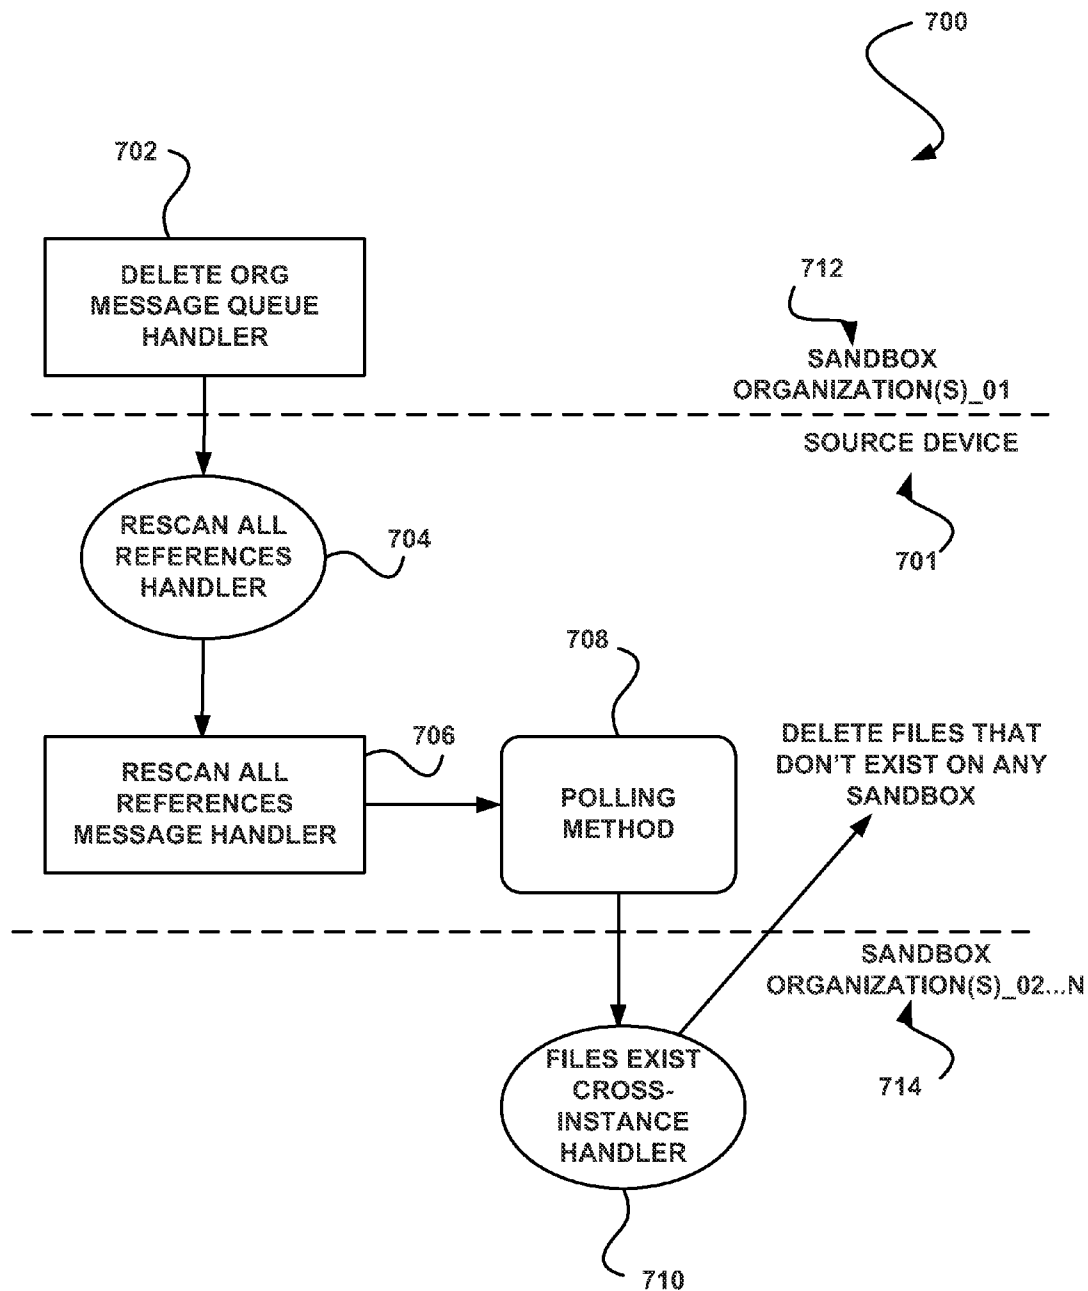 700
702
DELETE ORG
MESSAGE QUEUE
HANDLER
712
SANDBOX
ORGANIZATION(S)_01
SOURCE DEVICE
701
RESCAN ALL
REFERENCES
HANDLER
704
708
706
RESCAN ALL
REFERENCES
MESSAGE HANDLER
POLLING
METHOD
DELETE FILES THAT
DON'T EXIST ON ANY
SANDBOX
SANDBOX
ORGANIZATION(S)_02...N
714
FILES EXIST
CROSS-
INSTANCE
HANDLER
710